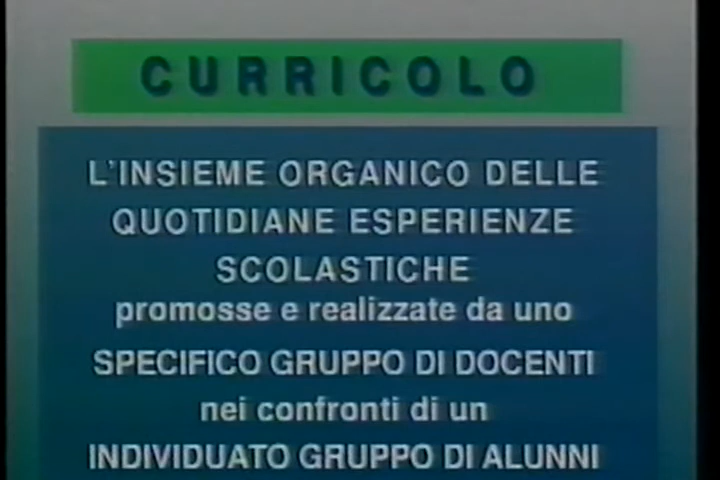 CURRICOLO
L'INSIEME ORGANICO DELLE
QUOTIDIANE ESPERIENZE
SCOLASTICHE
promosse e realizzate da uno
SPECIFICO GRUPPO DI DOCENTI
nei confronti di un
INDIVIDUATO GRUPPO DI ALUNNI